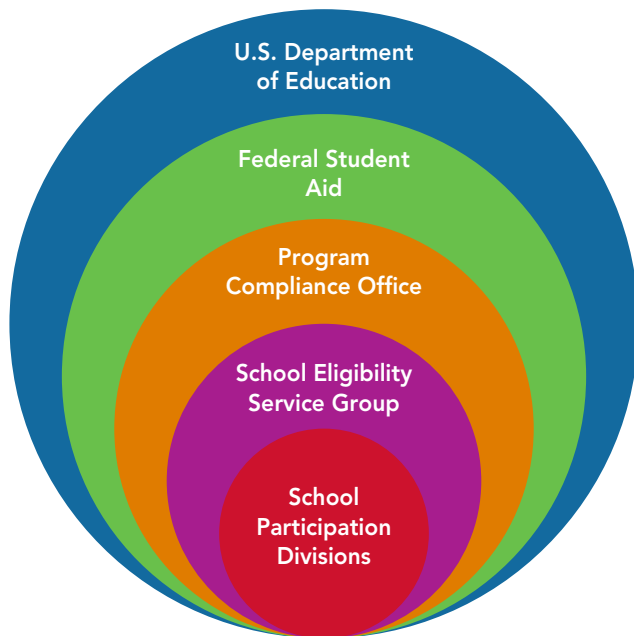 U.S. Department
of Education
Federal Student
Aid
Program
Compliance Office
School Eligibility
Service Group
School
Participation
Divisions